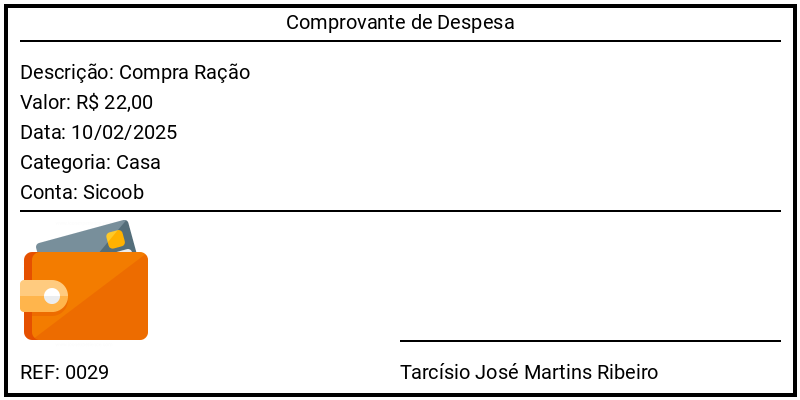 Comprovante de Despesa
Descrição: Compra Ração
Valor: R$ 22,00
Data: 10/02/2025
Categoria: Casa
Conta: Sicoob
REF: 0029
Tarcísio José Martins Ribeiro